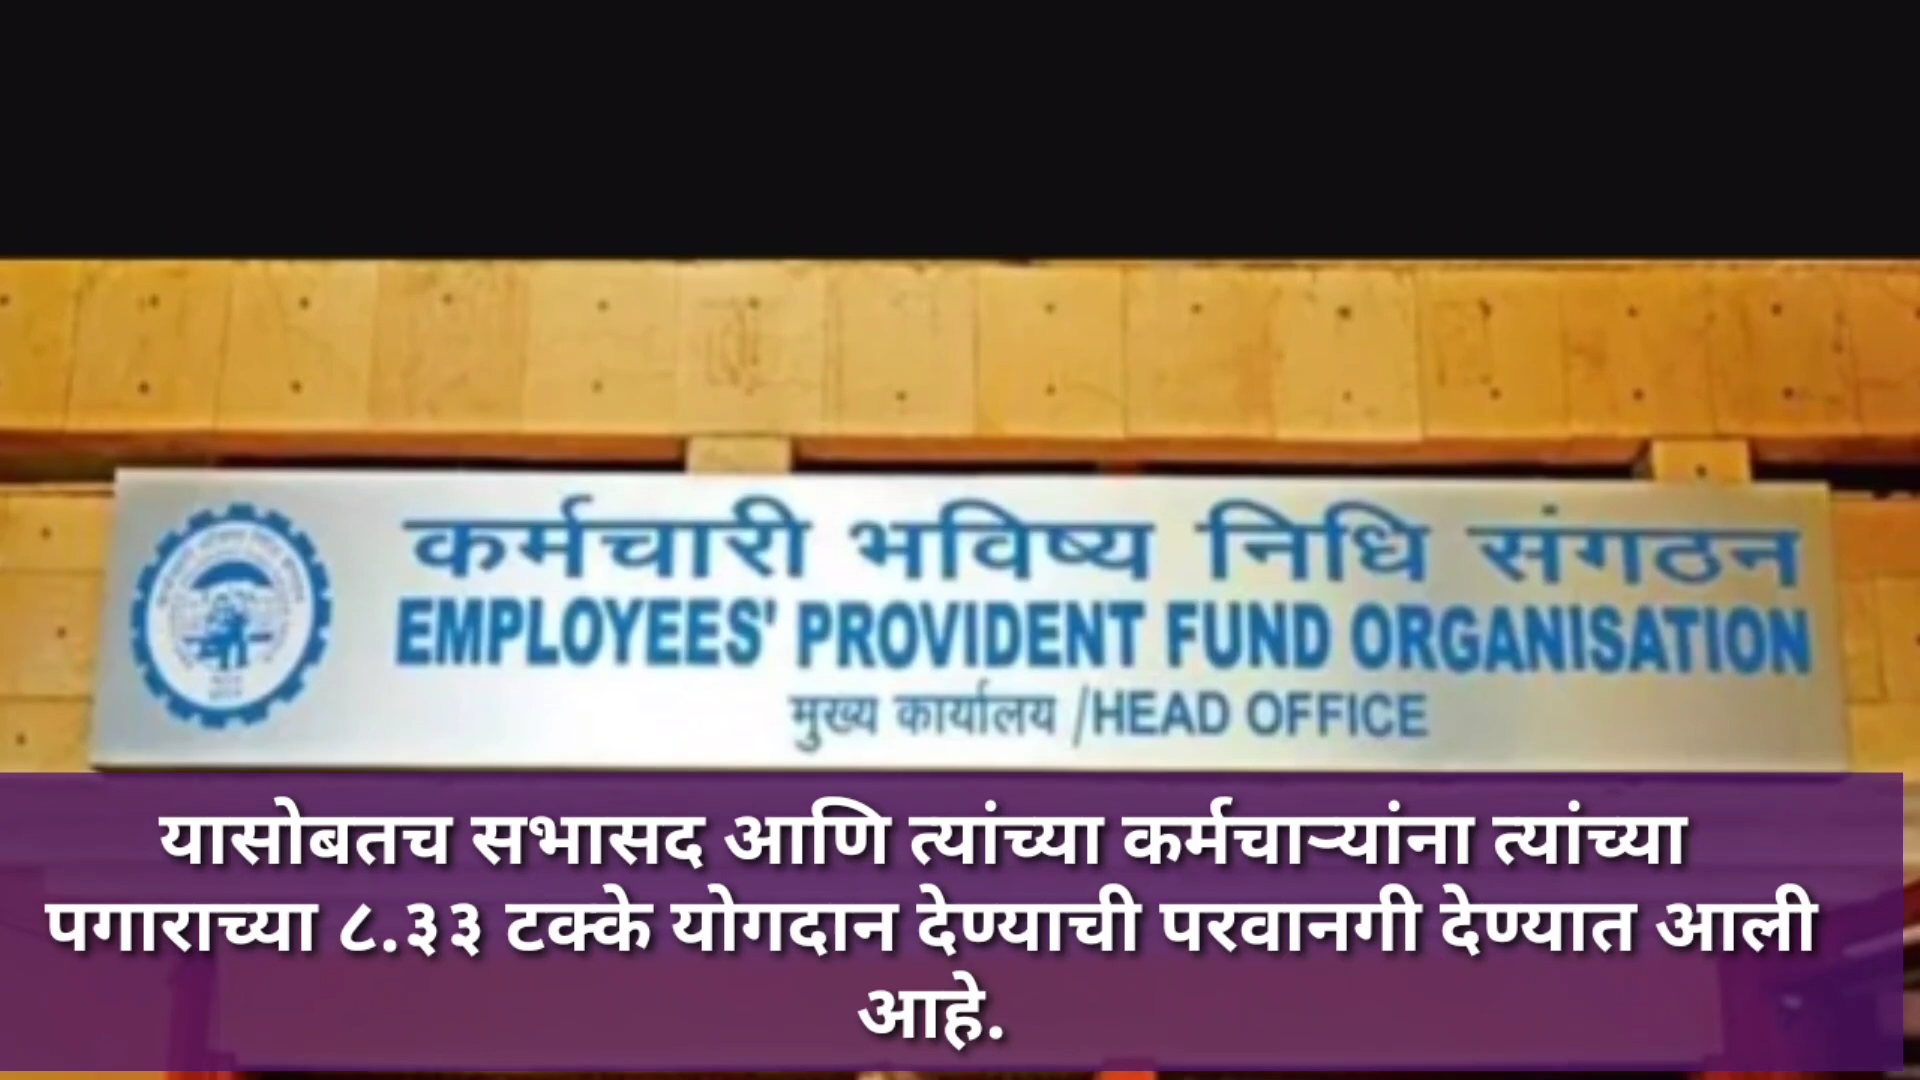 कर्मचारी भविष्य निधि संगठन
EMPLOYEES' PROVIDENT FUND ORGANISATION
मुख्य कार्यालय /HEAD OFFICE
यासोबतच सभासद आणि त्यांच्या कर्मचाऱ्यांना त्यांच्या
पगाराच्या ८.३३ टक्के योगदान देण्याची परवानगी देण्यात आली
आहे.